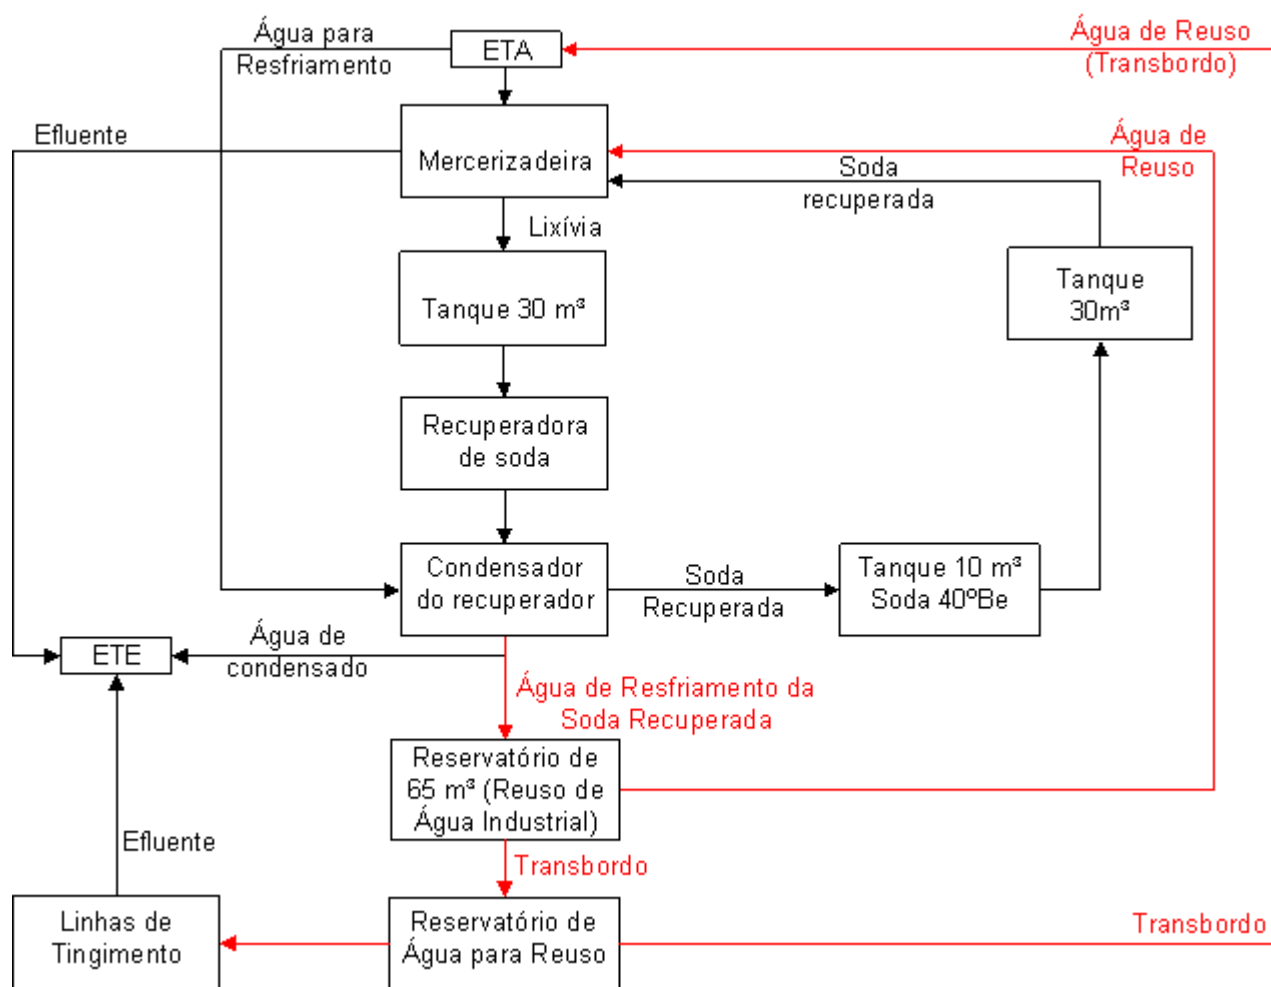 Água para
Resfriamento
ETA
Água de Reuso
(Transbordo)
Efluente
Mercerizadeira
Água de
Reuso
Soda
recuperada
Lixívia
Tanque 30 m³
Tanque
30m³
Recuperadora
de soda
Condensador
do recuperador
Soda
Recuperada
Tanque 10 m³
Soda 40ºBe
ETE
Água de
condensado
Água de Resfriamento da
Soda Recuperada
Reservatório de
65 m³ (Reuso de
Água Industrial)
Efluente
Transbordo
Linhas de
Tingimento
Reservatório de
Água para Reuso
Transbordo